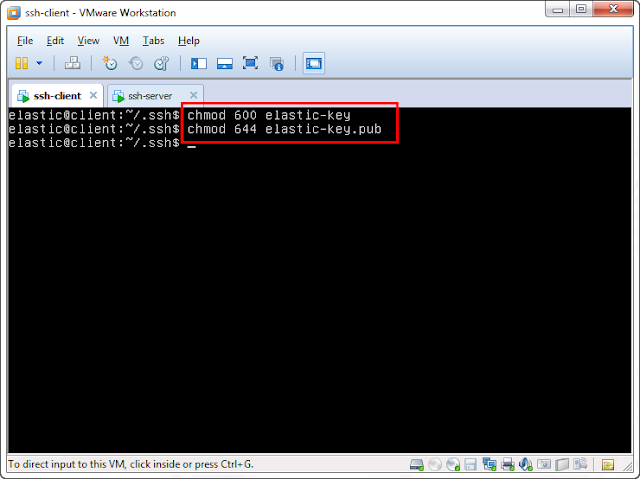 ssh-client - VMware Workstation
File Edit View VM Tabs Help
ssh-client ssh-server
elastic@client:~/.ssh$ chmod 600 elastic-key
elastic@client:~/.ssh$ chmod 644 elastic-key.pub
elastic@client:~/.ssh$ _
To direct input to this VM, click inside or press Ctrl+G.